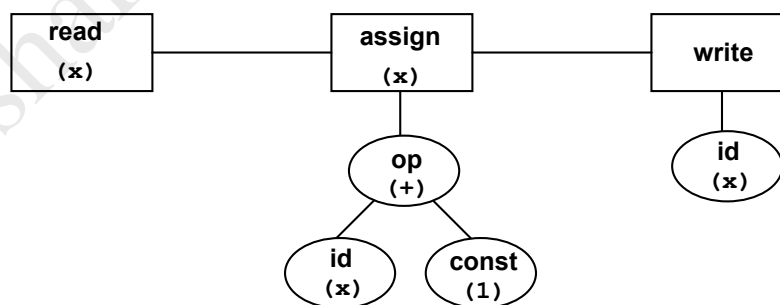 read
(x)
assign
(x)
write
op
(+)
id
(x)
id
(x)
const
(1)